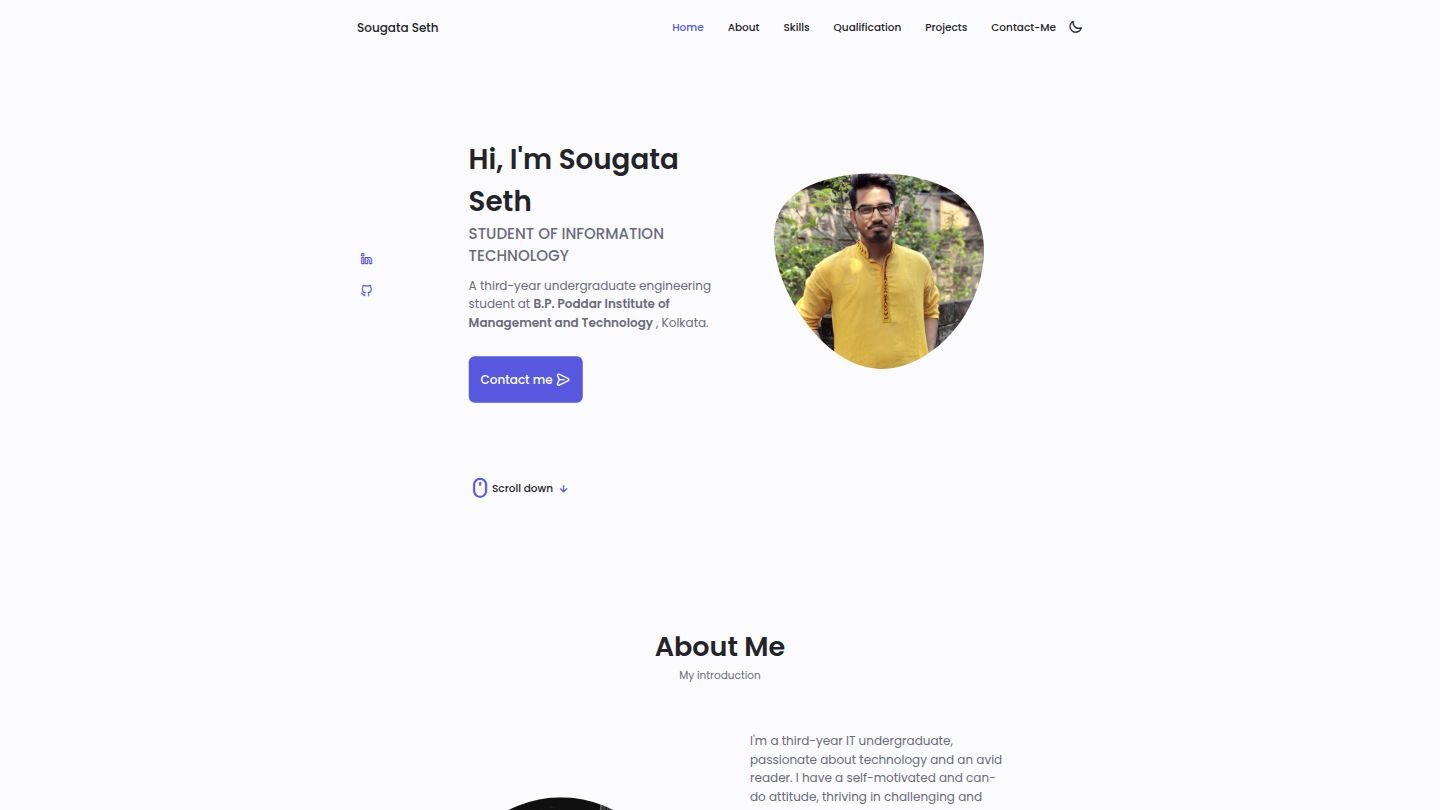 Sougata Seth
Home About Skills Qualification Projects Contact-Me
Hi, I'm Sougata
Seth
STUDENT OF INFORMATION
TECHNOLOGY
A third-year undergraduate engineering
student at B.P. Poddar Institute of
Management and Technology , Kolkata.
Contact me
Scroll down
About Me
My introduction
I'm a third-year IT undergraduate,
passionate about technology and an avid
reader. I have a self-motivated and can-
do attitude, thriving in challenging and